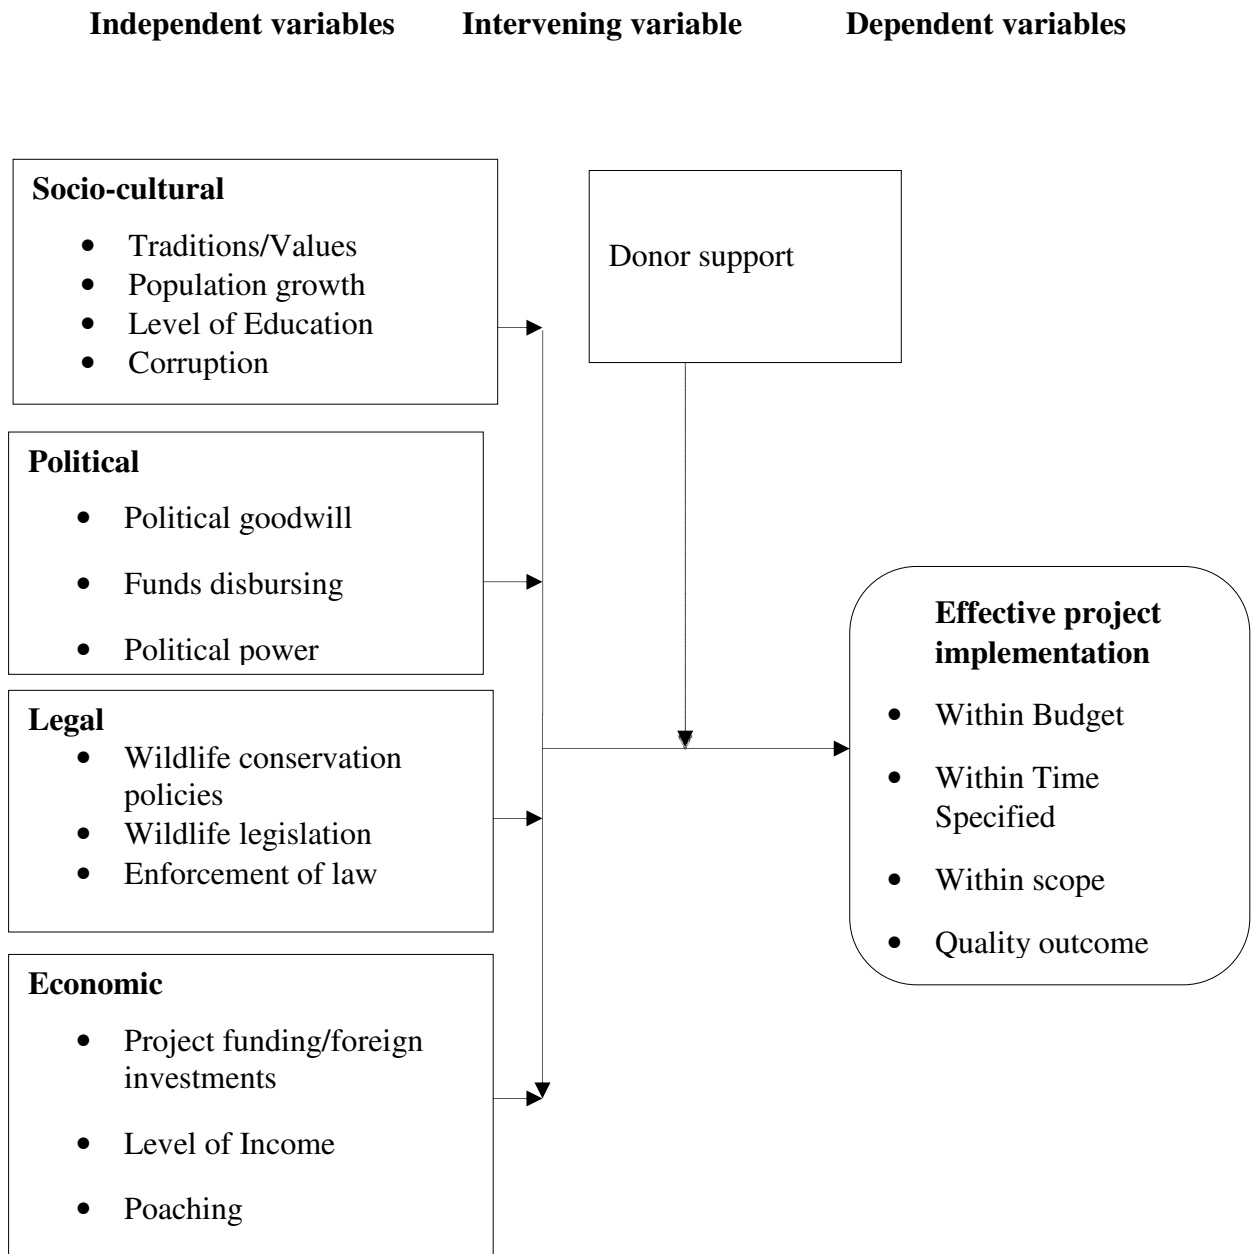 Independent variables Intervening variable Dependent variables
Socio-cultural
• Traditions/Values
• Population growth
• Level of Education
• Corruption
Donor support
Political
• Political goodwill
• Funds disbursing
• Political power
Legal
• Wildlife conservation
policies
• Wildlife legislation
• Enforcement of law
Economic
• Project funding/foreign
investments
• Level of Income
• Poaching
Effective project
implementation
• Within Budget
• Within Time
Specified
• Within scope
• Quality outcome